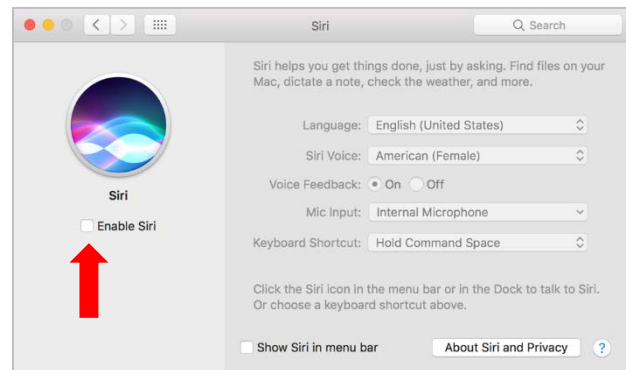 Siri
Search
Siri helps you get things done, just by asking. Find files on your
Mac, dictate a note, check the weather, and more.
Language: English (United States)
Siri Voice: American (Female)
Voice Feedback: On Off
Mic Input: Internal Microphone
Keyboard Shortcut: Hold Command Space
Siri
Enable Siri
Click the Siri icon in the menu bar or in the Dock to talk to Siri.
Or choose a keyboard shortcut above.
Show Siri in menu bar
About Siri and Privacy
?